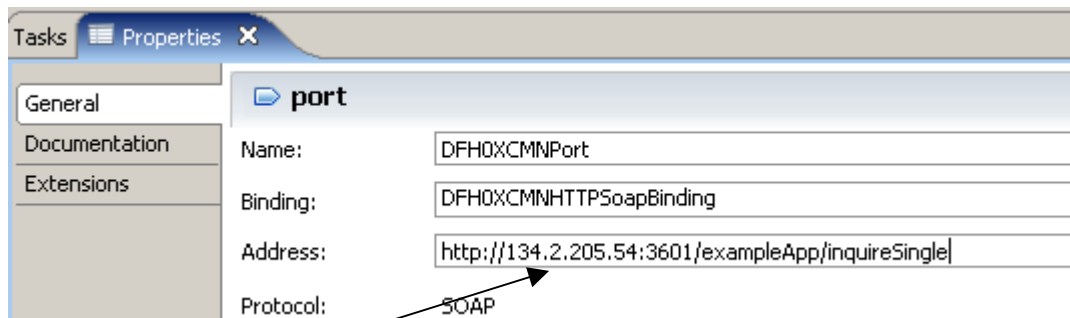 Tasks Properties
General
port
Documentation
Name: DFH0XCMNPort
Extensions
Binding: DFH0XCMNHTTPSoapBinding
Address: http://134.2.205.54:3601/exampleApp/inquireSingle
Protocol: SOAP